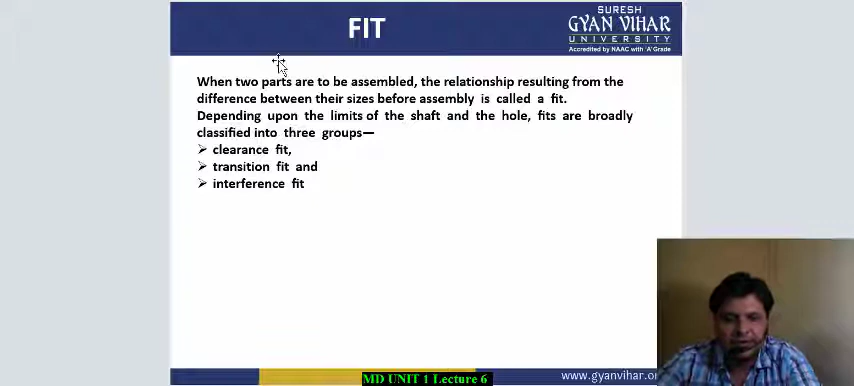 FIT
SURESH
GYAN VIHAR
UNIVERSITY
Accredited by NAAC with 'A' Grade
When two parts are to be assembled, the relationship resulting from the
difference between their sizes before assembly is called a fit.
Depending upon the limits of the shaft and the hole, fits are broadly
classified into three groups—
➢ clearance fit,
➢ transition fit and
➢ interference fit
MD UNIT 1 Lecture 6
www.gyanvihar.or